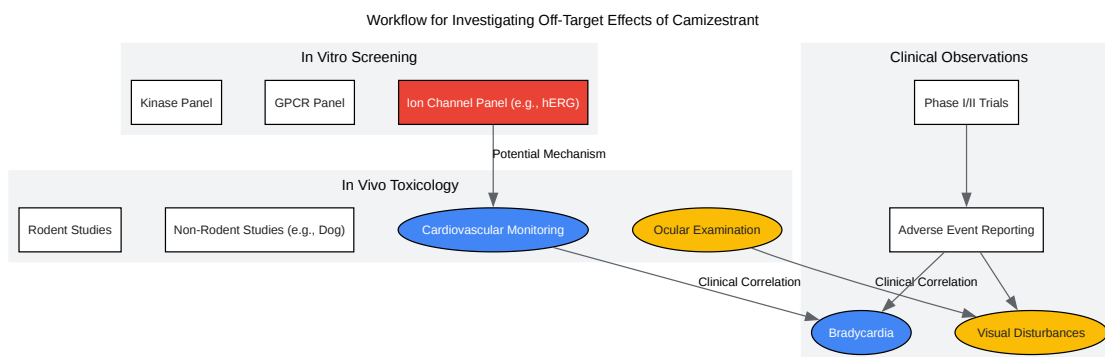 Workflow for Investigating Off-Target Effects of Camizestrant
In Vitro Screening
Clinical Observations
Kinase Panel
GPCR Panel
Ion Channel Panel (e.g., hERG)
Phase I/II Trials
Potential Mechanism
In Vivo Toxicology
Rodent Studies
Non-Rodent Studies (e.g., Dog)
Cardiovascular Monitoring
Ocular Examination
Adverse Event Reporting
Clinical Correlation
Clinical Correlation
Bradycardia
Visual Disturbances